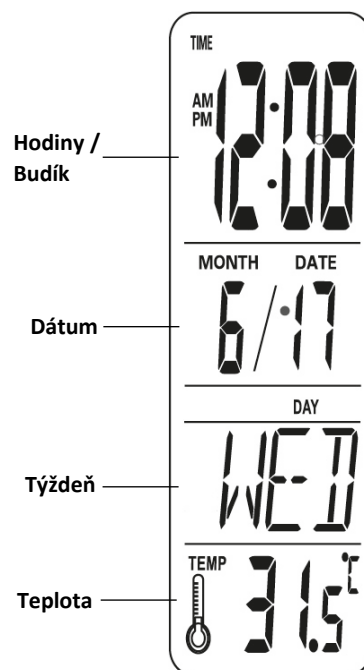 TIME
AM
PM
12:08
Hodiny /
Budík
MONTH DATE
6/17
Dátum
DAY
WED
Týždeň
TEMP
31.5°C
Teplota